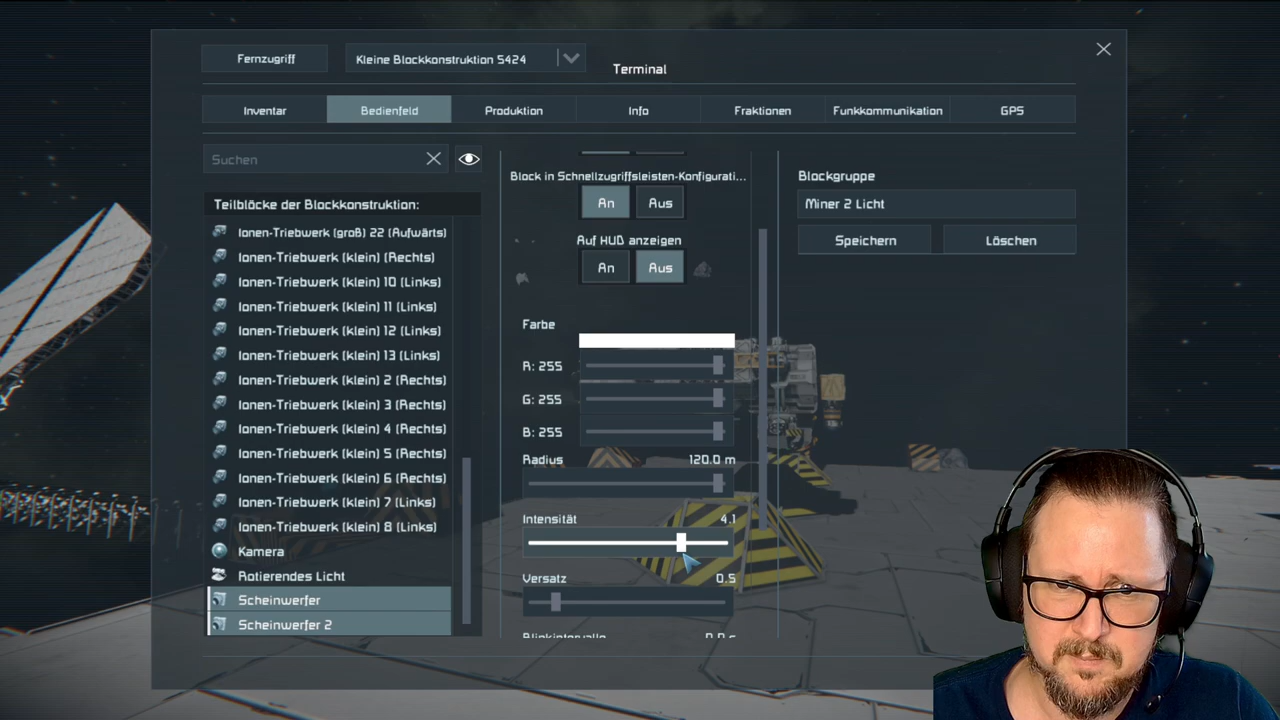 Fernzugriff
Kleine Blockkonstruktion 5424
Terminal
Inventar
Bedienfeld
Produktion
Info
Fraktionen
Funkkommunikation
GPS
Suchen
Teilblöcke der Blockkonstruktion:
Ionen-Triebwerk (groß) 22 (Aufwärts)
Ionen-Triebwerk (klein) (Rechts)
Ionen-Triebwerk (klein) 10 (Links)
Ionen-Triebwerk (klein) 11 (Links)
Ionen-Triebwerk (klein) 12 (Links)
Ionen-Triebwerk (klein) 13 (Links)
Ionen-Triebwerk (klein) 2 (Rechts)
Ionen-Triebwerk (klein) 3 (Rechts)
Ionen-Triebwerk (klein) 4 (Rechts)
Ionen-Triebwerk (klein) 5 (Rechts)
Ionen-Triebwerk (klein) 6 (Rechts)
Ionen-Triebwerk (klein) 7 (Links)
Ionen-Triebwerk (klein) 8 (Links)
Kamera
Rotierendes Licht
Scheinwerfer
Scheinwerfer 2
Block in Schnellzugriffsleisten-Konfigurati...
An Aus
Auf HUD anzeigen
An Aus
Farbe
R: 255
G: 255
B: 255
Radius 120.0 m
Intensität 4.1
Versatz 0.5
Blinkintervalle 0.0 s
Blockgruppe
Miner 2 Licht
Speichern
Löschen